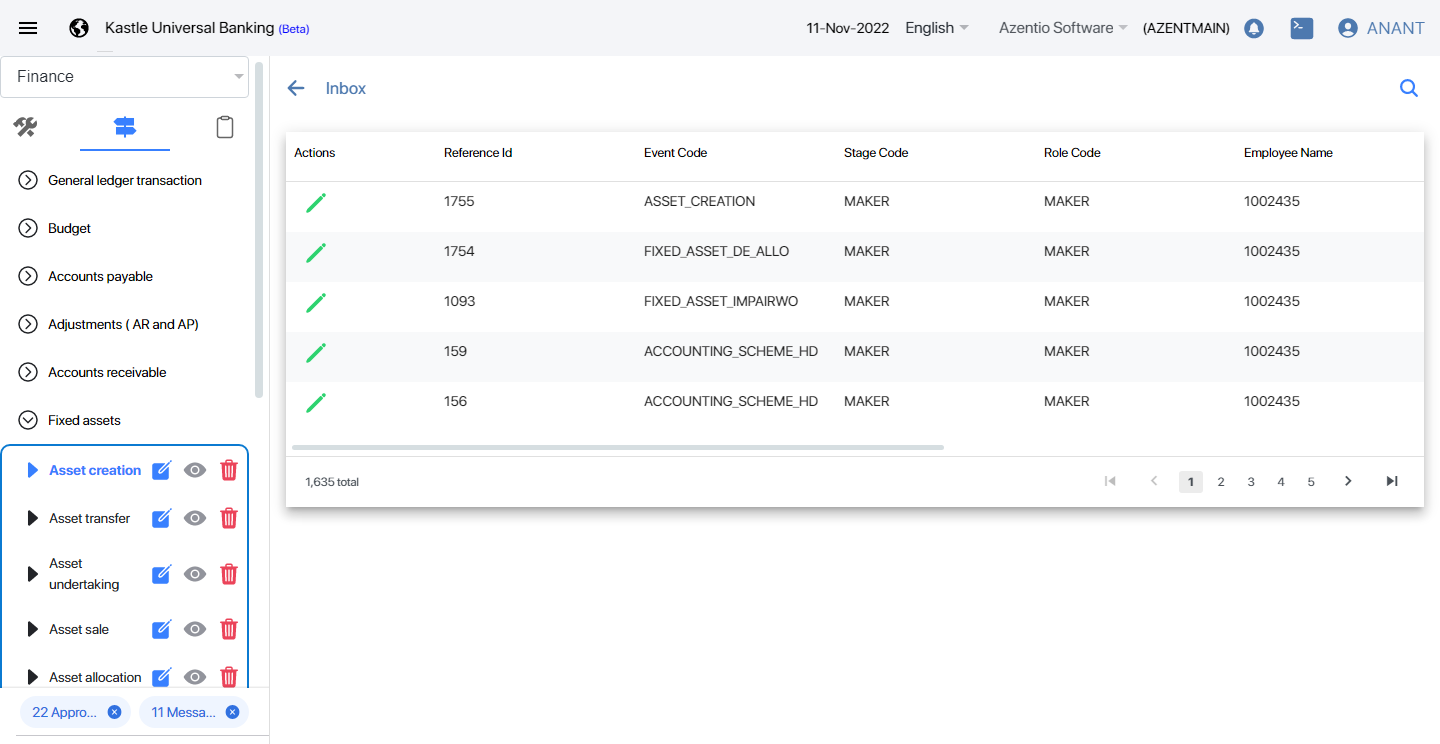 Kastle Universal Banking (Beta)
11-Nov-2022 English Azentio Software (AZENTMAIN) ANANT
Finance
General ledger transaction
Budget
Accounts payable
Adjustments ( AR and AP)
Accounts receivable
Fixed assets
Asset creation
Asset transfer
Asset
undertaking
Asset sale
Asset allocation
22 Appro... 11 Messa...
Inbox
Actions Reference Id Event Code Stage Code Role Code Employee Name
1755 ASSET_CREATION MAKER MAKER 1002435
1754 FIXED_ASSET_DE_ALLO MAKER MAKER 1002435
1093 FIXED_ASSET_IMPAIRWO MAKER MAKER 1002435
159 ACCOUNTING_SCHEME_HD MAKER MAKER 1002435
156 ACCOUNTING_SCHEME_HD MAKER MAKER 1002435
1,635 total 1 2 3 4 5